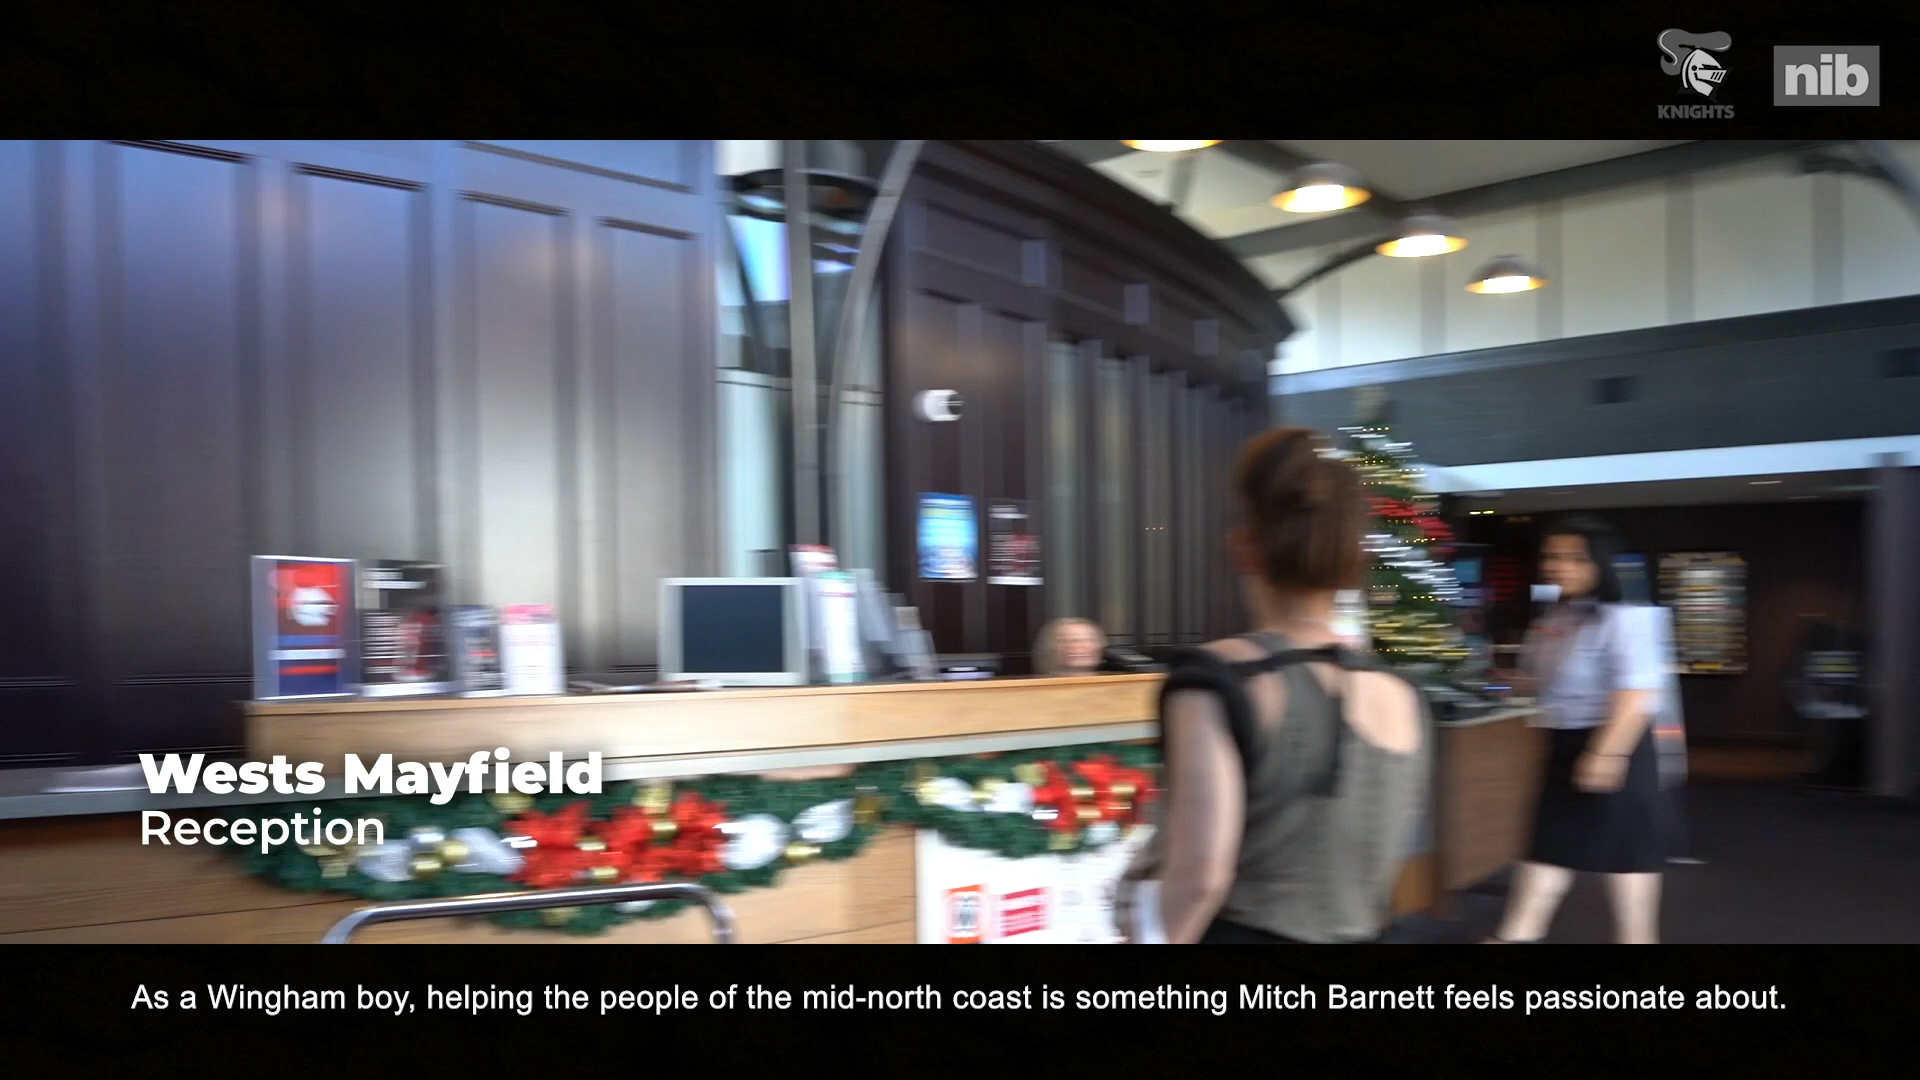 KNIGHTS
nib
Wests Mayfield
Reception
As a Wingham boy, helping the people of the mid-north coast is something Mitch Barnett feels passionate about.